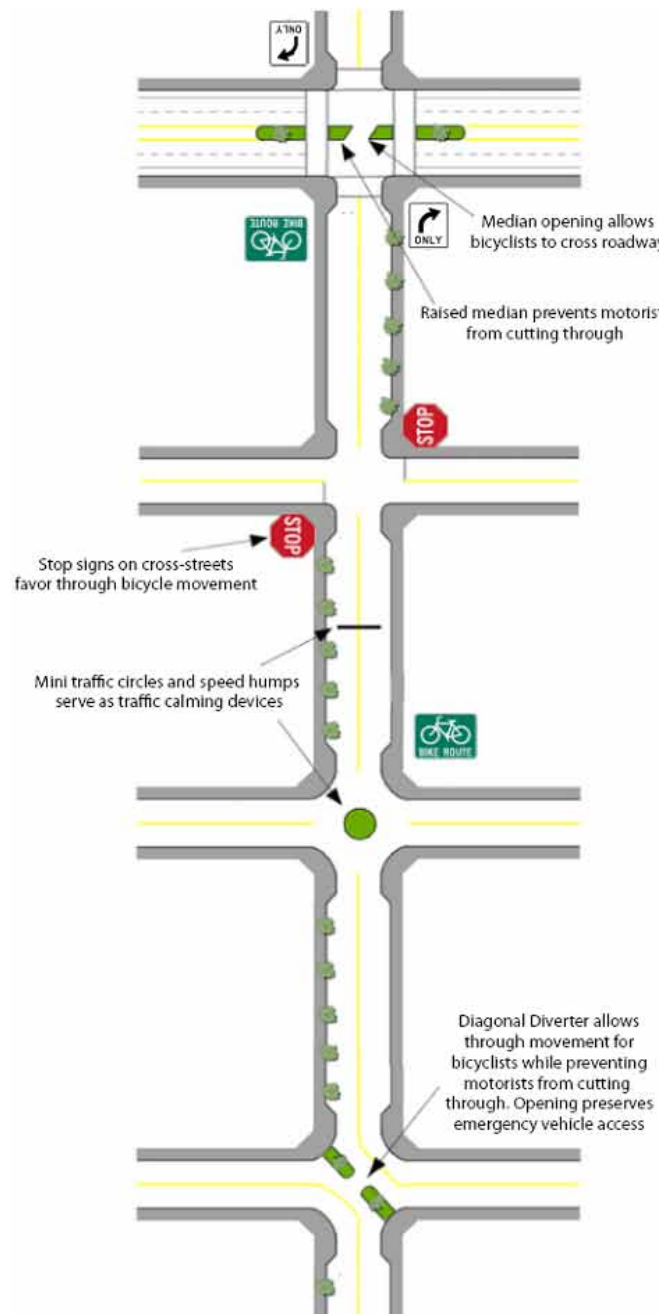 ONLY
BIKE ROUTE
ONLY
Median opening allows
bicyclists to cross roadway
Raised median prevents motorist
from cutting through
STOP
STOP
Stop signs on cross-streets
favor through bicycle movement
Mini traffic circles and speed humps
serve as traffic calming devices
BIKE ROUTE
Diagonal Diverter allows
through movement for
bicyclists while preventing
motorists from cutting
through. Opening preserves
emergency vehicle access